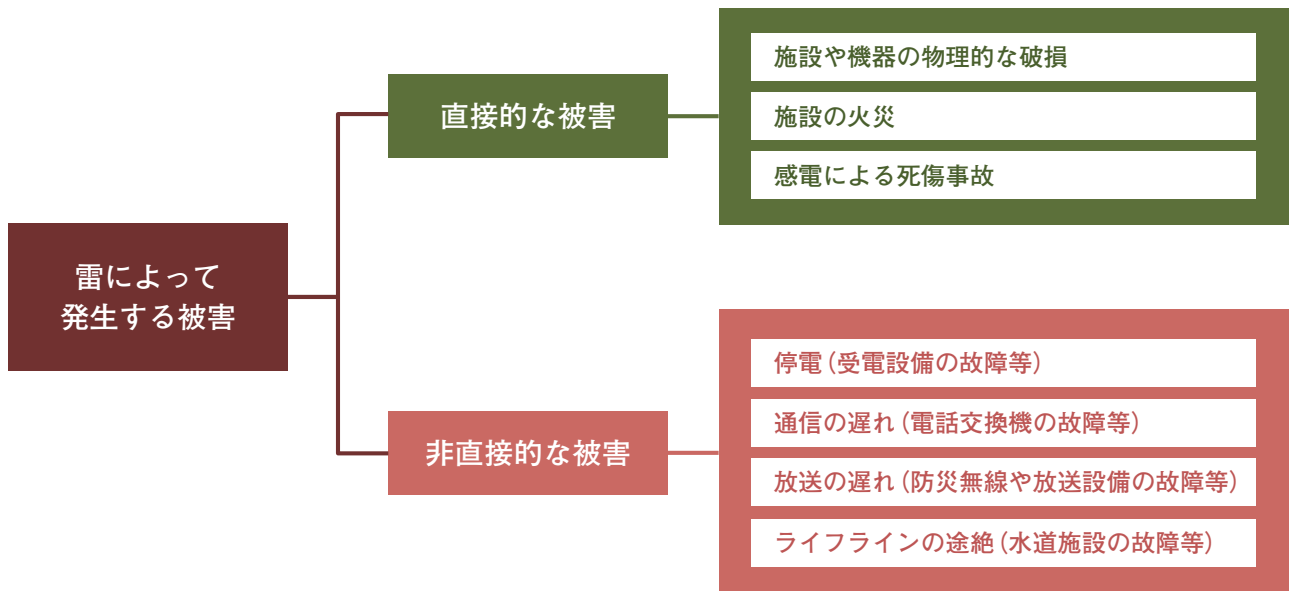 雷によって
発生する被害
直接的な被害
施設や機器の物理的な破損
施設の火災
感電による死傷事故
非直接的な被害
停電(受電設備の故障等)
通信の遅れ(電話交換機の故障等)
放送の遅れ(防災無線や放送設備の故障等)
ライフラインの途絶(水道施設の故障等)